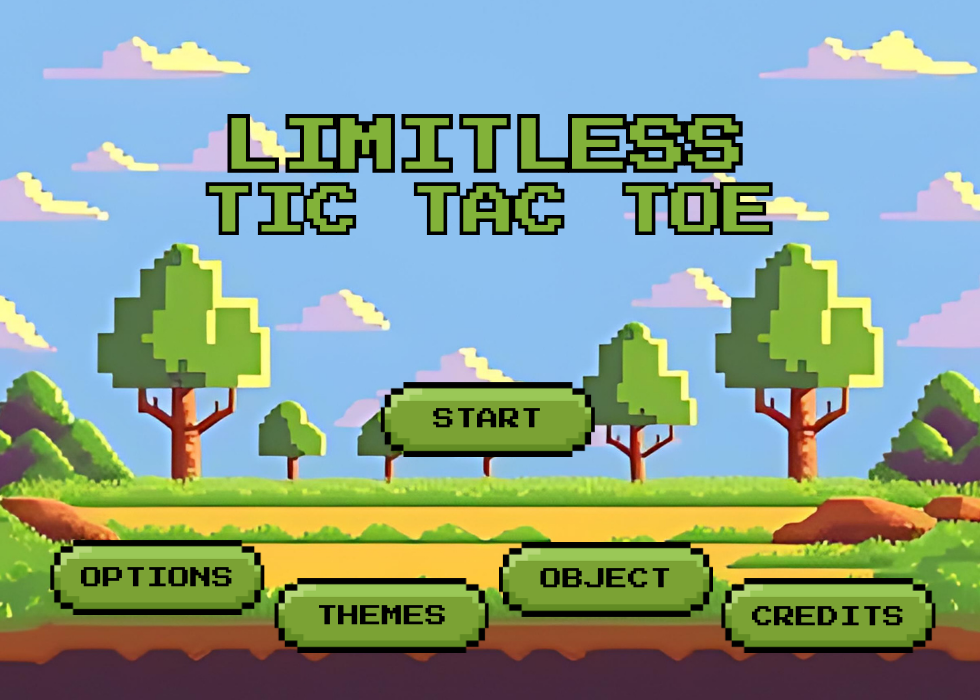 LIMITLESS
TIC TAC TOE
START
OPTIONS
THEMES
OBJECT
CREDITS